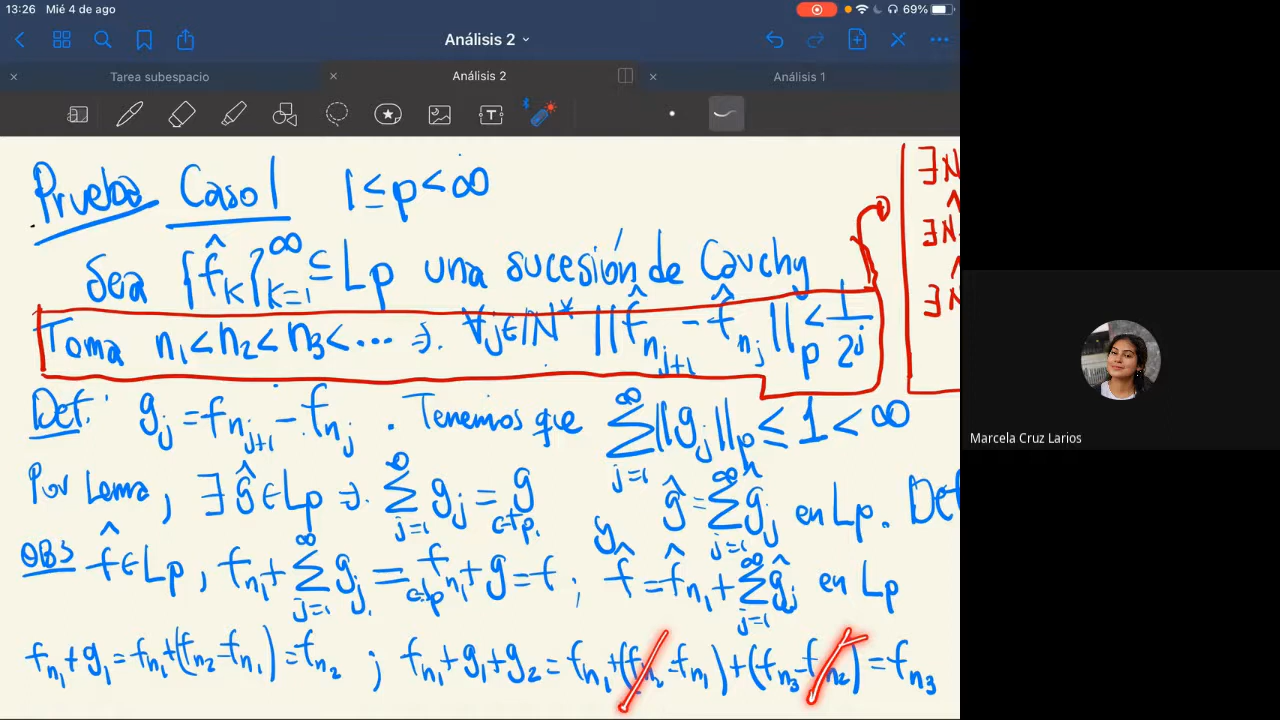 13:26 Mié 4 de ago 69%
Análisis 2
Tarea subespacio Análisis 2 Análisis 1
Prueba Caso 1 1 ≤ p < ∞
Sea {f̂_k}_{k=1}^∞ ⊆ Lp una sucesión de Cauchy
Toma n₁ < n₂ < n₃ < ⋯ ∋. ∀j∈ℕ* ||f̂_{n_{j+1}} - f̂_{n_j}||_p < 1/2^j
∃N
^
∃N
^
∃N
Def: g_j = f_{n_{j+1}} - f_{n_j} . Tenemos que ∑_{j=1}^∞ ||g_j||_p ≤ 1 < ∞
Por Lema, ∃ĝ∈Lp ∋. ∑_{j=1}^∞ g_j = g c.t.p. y ĝ = ∑_{j=1}^∞ ĝ_j en Lp. Def
OBS f̂∈Lp, f_{n₁} + ∑_{j=1}^∞ g_j = c.t.p f_{n₁} + g = f ; f̂ = f̂_{n₁} + ∑_{j=1}^∞ ĝ_j en Lp
f_{n₁} + g₁ = f_{n₁} + (f_{n₂} - f_{n₁}) = f_{n₂} ; f_{n₁} + g₁ + g₂ = f_{n₁} + (f_{n₂} - f_{n₁}) + (f_{n₃} - f_{n₂}) = f_{n₃}
Marcela Cruz Larios